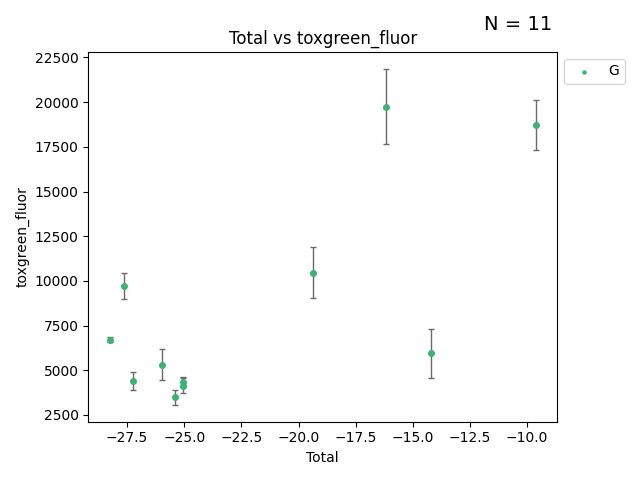 N = 11
Total vs toxgreen_fluor
G
22500
20000
17500
15000
12500
10000
7500
5000
2500
toxgreen_fluor
−27.5 −25.0 −22.5 −20.0 −17.5 −15.0 −12.5 −10.0
Total